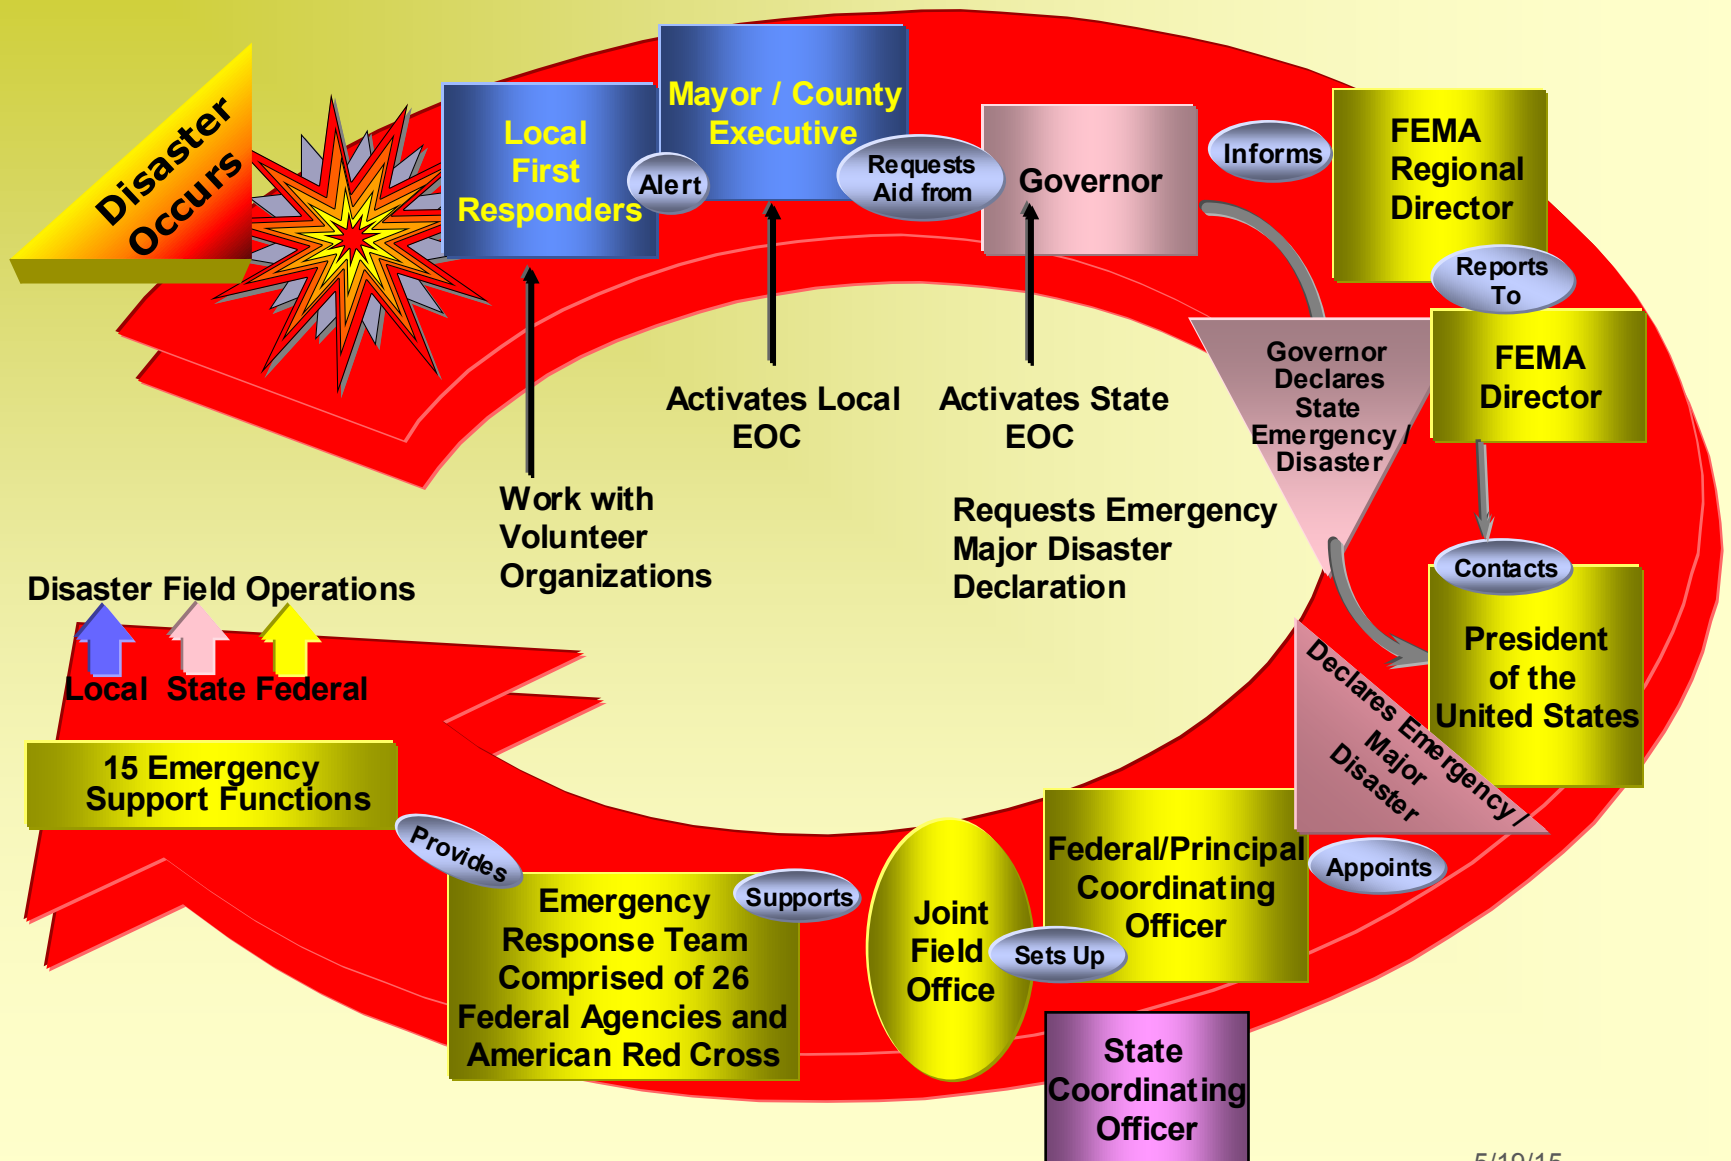 Disaster
Occurs
Local
First
Responders
Alert
Mayor / County
Executive
Requests
Aid from
Governor
Informs
FEMA
Regional
Director
Reports
To
FEMA
Director
Governor
Declares
State
Emergency /
Disaster
Activates Local
EOC
Activates State
EOC
Work with
Volunteer
Organizations
Requests Emergency
Major Disaster
Declaration
Contacts
President
of the
United States
Declares Emergency /
Major
Disaster
Appoints
Federal/Principal
Coordinating
Officer
Sets Up
Joint
Field
Office
State
Coordinating
Officer
Supports
Emergency
Response Team
Comprised of 26
Federal Agencies and
American Red Cross
Provides
15 Emergency
Support Functions
Disaster Field Operations
Local State Federal
5/19/15